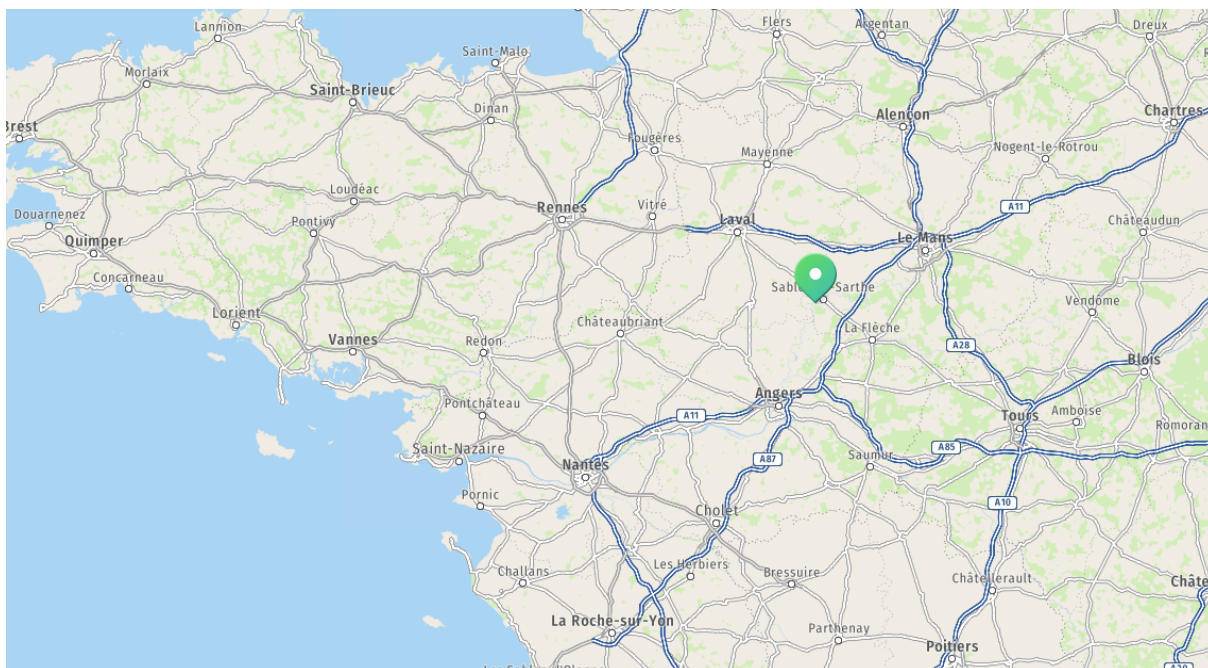 Lannion
Saint-Malo
Flers
Argentan
Dreux
Morlaix
Saint-Brieuc
Dinan
Alençon
Chartres
Brest
Fougères
Mayenne
Nogent-le-Rotrou
Loudéac
Rennes
Vitré
Laval
A11
Châteaudun
Douarnenez
Quimper
Pontivy
Le Mans
Concarneau
Lorient
Châteaubriant
La Flèche
Vendôme
Vannes
Redon
A28
Blois
Pontchâteau
A11
Angers
Tours
Amboise
Romoran
Saint-Nazaire
Nantes
A87
Saumur
A85
Pornic
Cholet
A10
Challans
Les Herbiers
Bressuire
Châtellerault
Chât
La Roche-sur-Yon
Parthenay
Poitiers